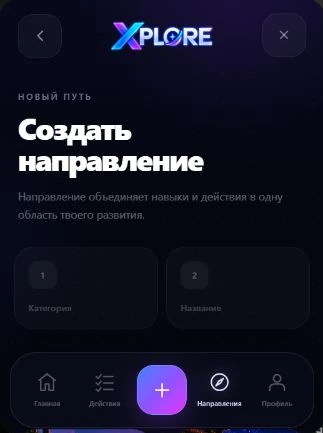 XPLORE
НОВЫЙ ПУТЬ
Создать
направление
Направление объединяет навыки и действия в одну
область твоего развития.
1
2
Категория
Название
Главная
Действия
Направления
Профиль